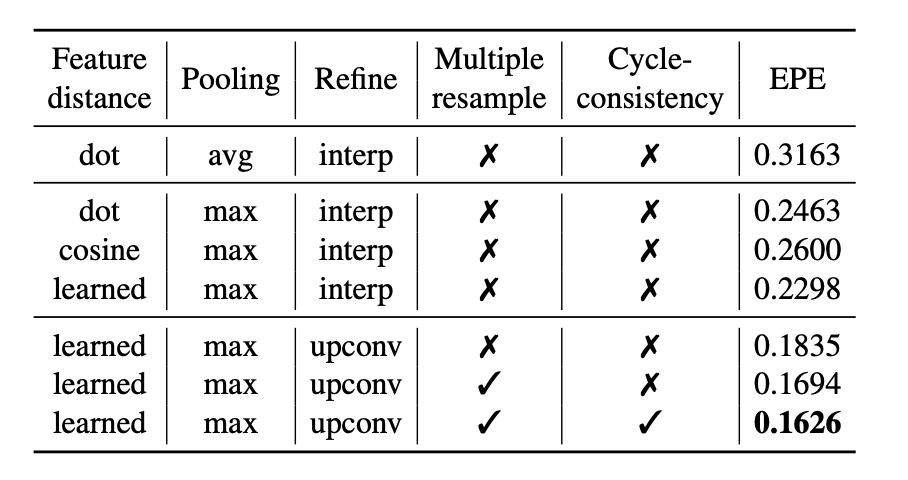 Feature distance | Pooling | Refine | Multiple resample | Cycle-consistency | EPE
dot | avg | interp | ✗ | ✗ | 0.3163
dot | max | interp | ✗ | ✗ | 0.2463
cosine | max | interp | ✗ | ✗ | 0.2600
learned | max | interp | ✗ | ✗ | 0.2298
learned | max | upconv | ✗ | ✗ | 0.1835
learned | max | upconv | ✓ | ✗ | 0.1694
learned | max | upconv | ✓ | ✓ | 0.1626